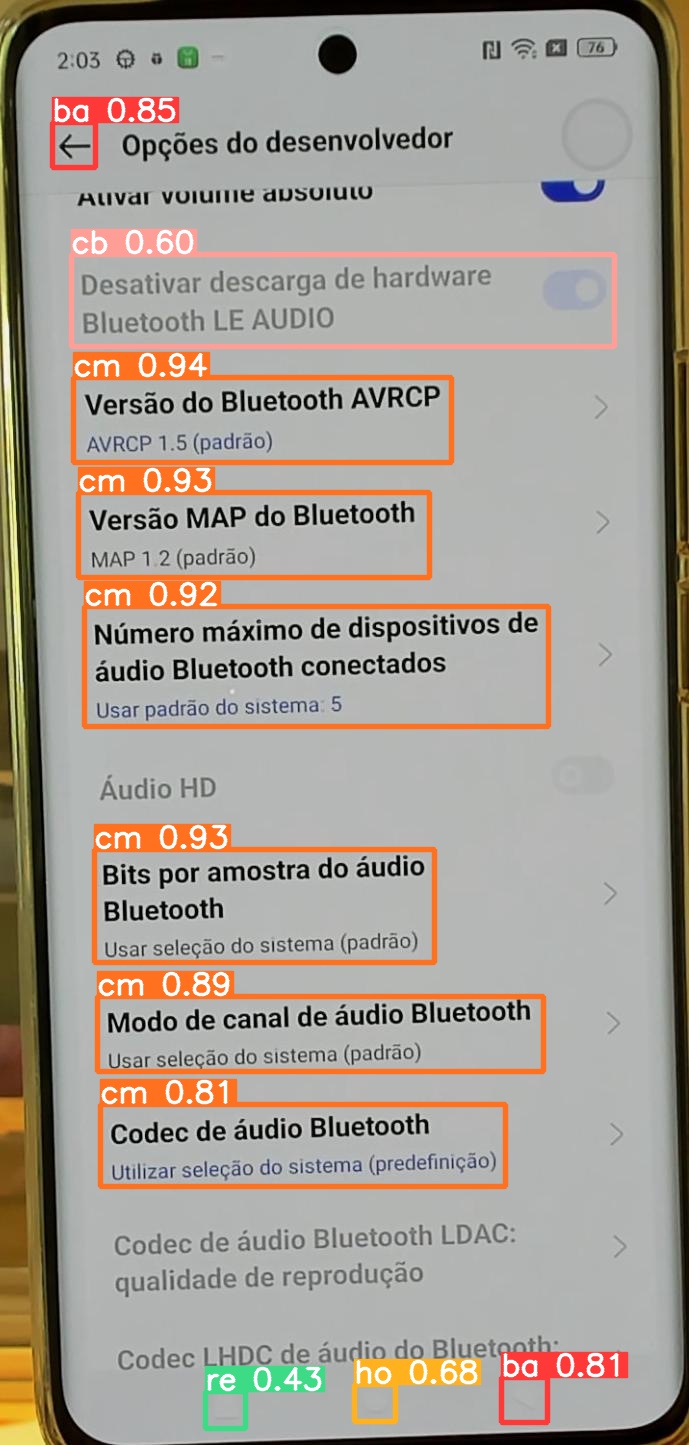 2:03
76
ba 0.85
Opções do desenvolvedor
Ativar volume absoluto
cb 0.60
Desativar descarga de hardware
Bluetooth LE AUDIO
cm 0.94
Versão do Bluetooth AVRCP
AVRCP 1.5 (padrão)
cm 0.93
Versão MAP do Bluetooth
MAP 1.2 (padrão)
cm 0.92
Número máximo de dispositivos de
áudio Bluetooth conectados
Usar padrão do sistema: 5
Áudio HD
cm 0.93
Bits por amostra do áudio
Bluetooth
Usar seleção do sistema (padrão)
cm 0.89
Modo de canal de áudio Bluetooth
Usar seleção do sistema (padrão)
cm 0.81
Codec de áudio Bluetooth
Utilizar seleção do sistema (predefinição)
Codec de áudio Bluetooth LDAC:
qualidade de reprodução
Codec LHDC de áudio do Bluetooth:
re 0.43
ho 0.68
ba 0.81